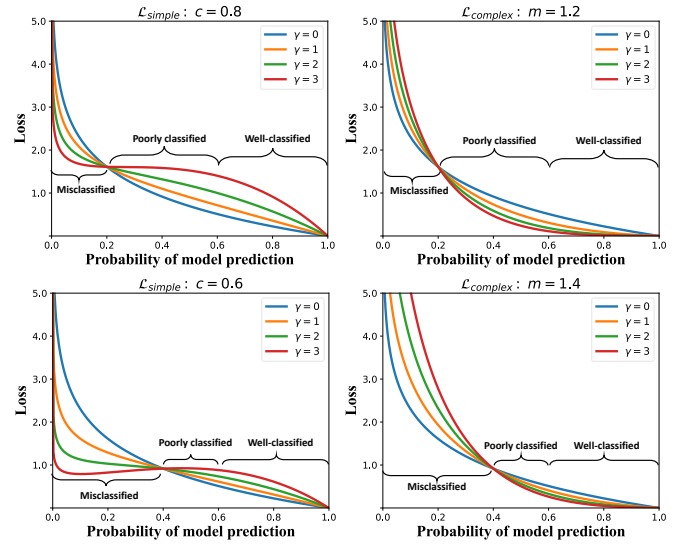 ℒsimple : c = 0.8
5.0
4.0
3.0
2.0
1.0
Loss
γ = 0
γ = 1
γ = 2
γ = 3
Poorly classified
Well-classified
Misclassified
0.0 0.2 0.4 0.6 0.8 1.0
Probability of model prediction
ℒcomplex : m = 1.2
5.0
4.0
3.0
2.0
1.0
Loss
γ = 0
γ = 1
γ = 2
γ = 3
Poorly classified
Well-classified
Misclassified
0.0 0.2 0.4 0.6 0.8 1.0
Probability of model prediction
ℒsimple : c = 0.6
5.0
4.0
3.0
2.0
1.0
Loss
γ = 0
γ = 1
γ = 2
γ = 3
Poorly classified
Well-classified
Misclassified
0.0 0.2 0.4 0.6 0.8 1.0
Probability of model prediction
ℒcomplex : m = 1.4
5.0
4.0
3.0
2.0
1.0
Loss
γ = 0
γ = 1
γ = 2
γ = 3
Poorly classified
Well-classified
Misclassified
0.0 0.2 0.4 0.6 0.8 1.0
Probability of model prediction